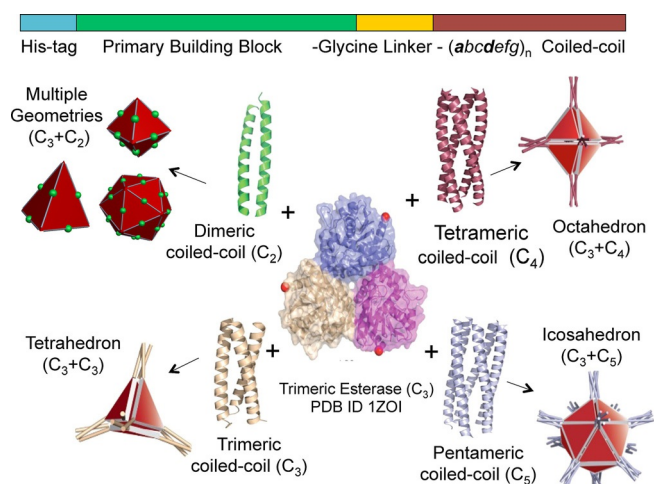 His-tag
Primary Building Block
-Glycine Linker - (abcdefg)n
Coiled-coil
Multiple
Geometries
(C3+C2)
Dimeric
coiled-coil (C2)
+
+
Tetrameric
coiled-coil (C4)
Octahedron
(C3+C4)
Tetrahedron
(C3+C3)
+
+
Trimeric
coiled-coil (C3)
Trimeric Esterase (C3)
PDB ID 1ZOI
Icosahedron
(C3+C5)
Pentameric
coiled-coil (C5)